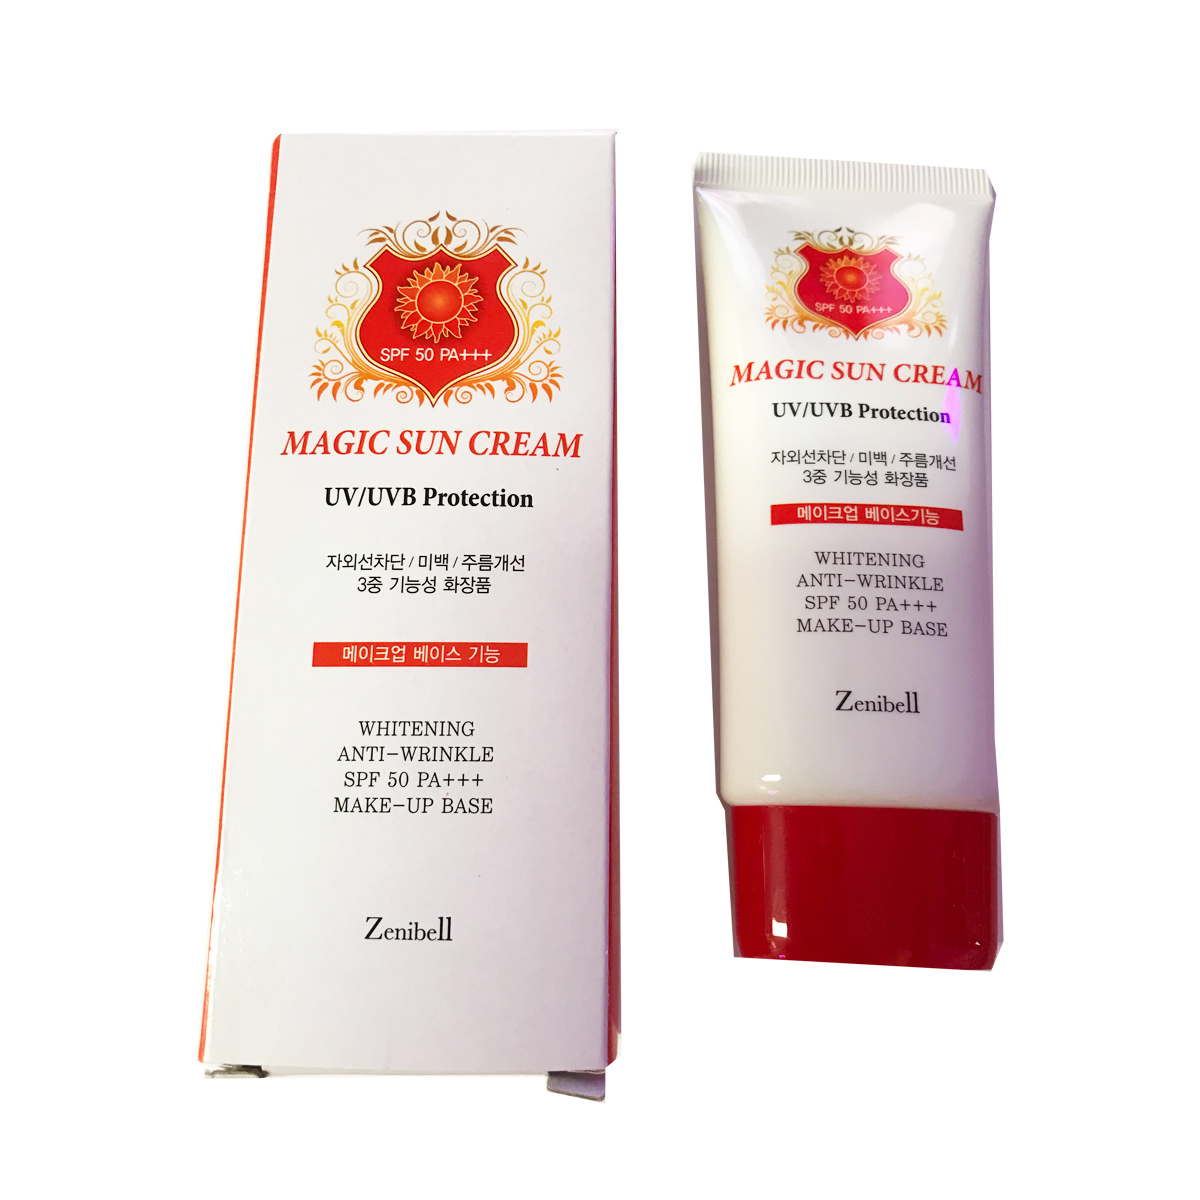 SPF 50 PA+++
MAGIC SUN CREAM
UV/UVB Protection
자외선차단 / 미백 / 주름개선
3중 기능성 화장품
메이크업 베이스 기능
WHITENING
ANTI-WRINKLE
SPF 50 PA+++
MAKE-UP BASE
Zenibell
SPF 50 PA+++
MAGIC SUN CREAM
UV/UVB Protection
자외선차단 / 미백 / 주름개선
3중 기능성 화장품
메이크업 베이스기능
WHITENING
ANTI-WRINKLE
SPF 50 PA+++
MAKE-UP BASE
Zenibell